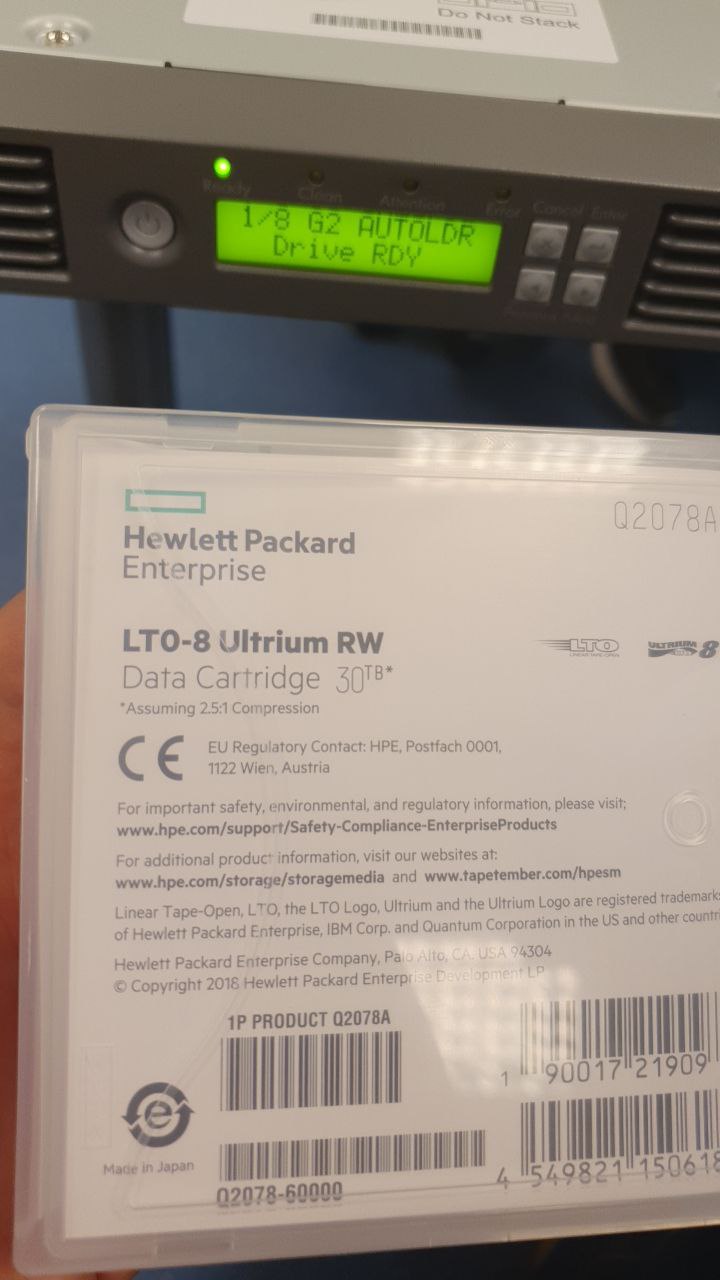 Do Not Stack
Ready Clean Attention Error Cancel Enter
1/8 G2 AUTOLDR
Drive RDY
Q2078A
Hewlett Packard
Enterprise
LTO-8 Ultrium RW
LTO
ULTRIUM 8
Data Cartridge 30TB*
*Assuming 2.5:1 Compression
CE
EU Regulatory Contact: HPE, Postfach 0001,
1122 Wien, Austria
For important safety, environmental, and regulatory information, please visit;
www.hpe.com/support/Safety-Compliance-EnterpriseProducts
For additional product information, visit our websites at:
www.hpe.com/storage/storagemedia and www.tapetember.com/hpesm
Linear Tape-Open, LTO, the LTO Logo, Ultrium and the Ultrium Logo are registered trademarks
of Hewlett Packard Enterprise, IBM Corp. and Quantum Corporation in the US and other countri
Hewlett Packard Enterprise Company, Palo Alto, CA. USA 94304
© Copyright 2018 Hewlett Packard Enterprise Development LP
1P PRODUCT Q2078A
1 90017 21909
e
Made in Japan
Q2078-60000
4 549821 150618